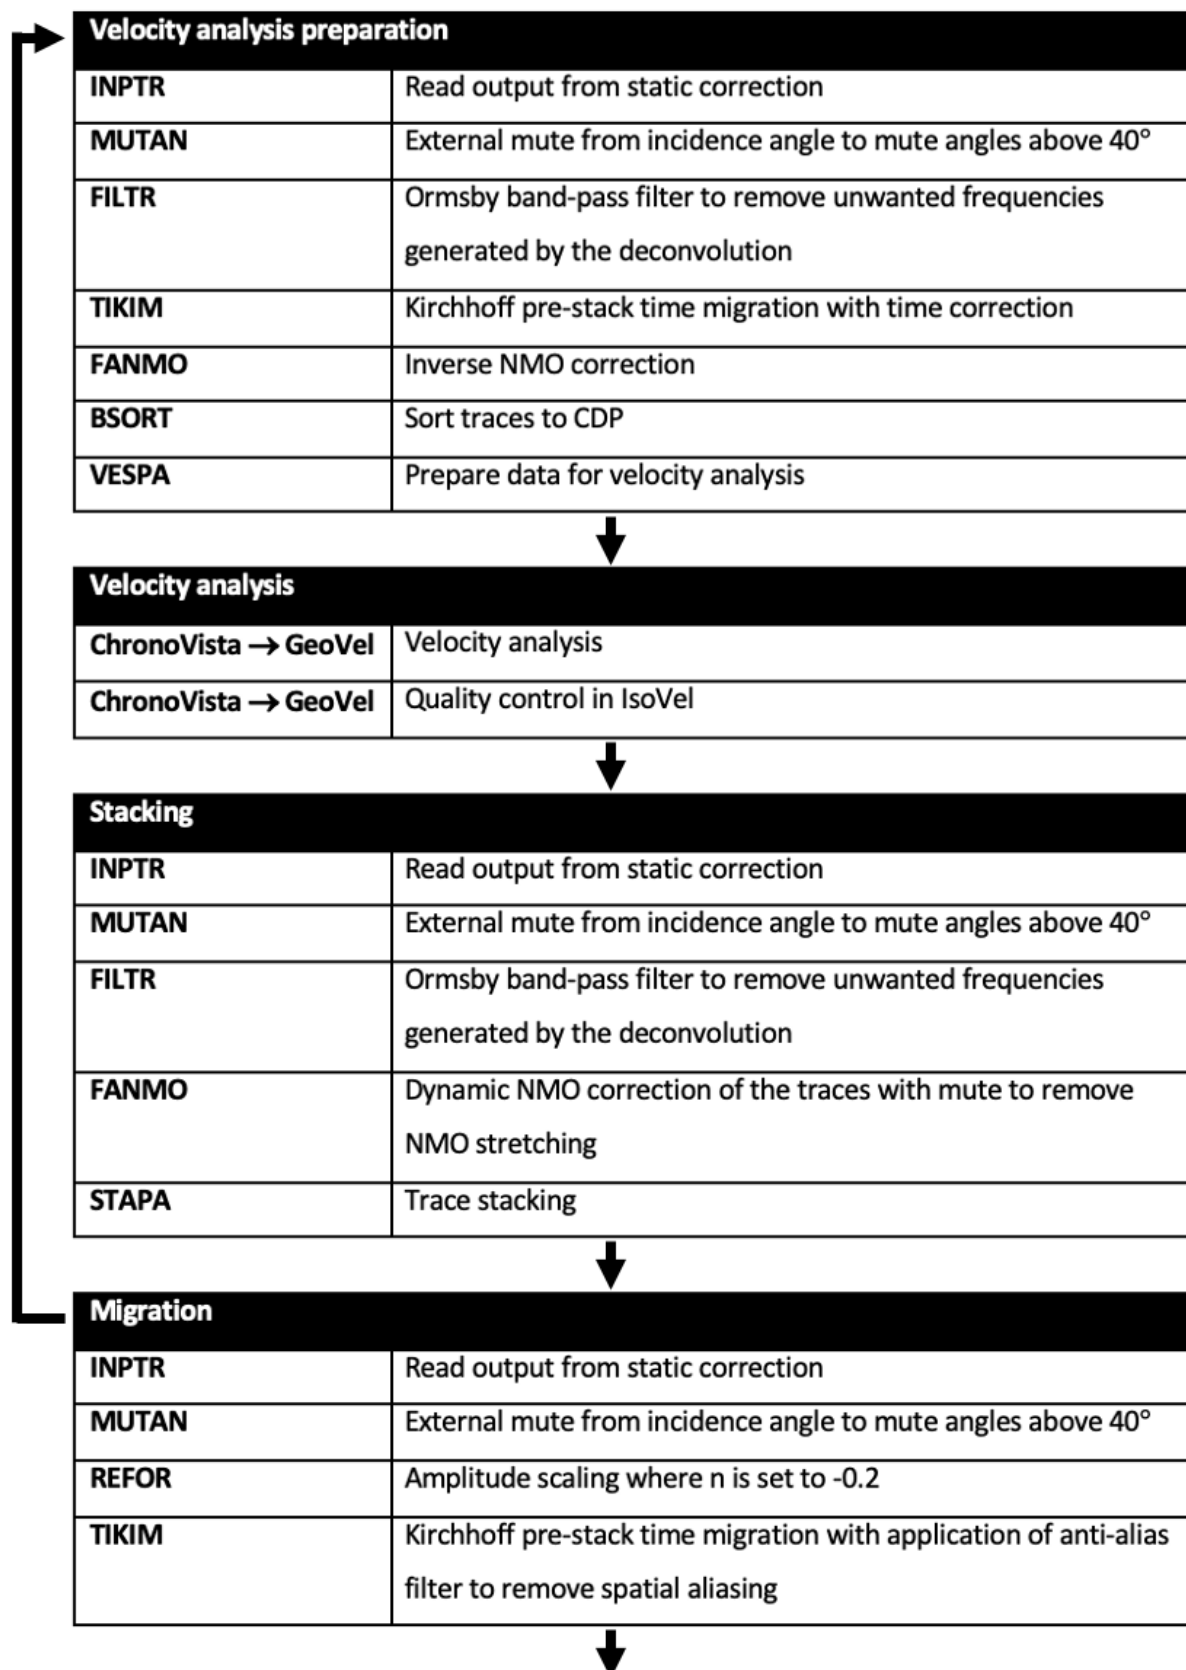 Velocity analysis preparation
INPTR Read output from static correction
MUTAN External mute from incidence angle to mute angles above 40°
FILTR Ormsby band-pass filter to remove unwanted frequencies
generated by the deconvolution
TIKIM Kirchhoff pre-stack time migration with time correction
FANMO Inverse NMO correction
BSORT Sort traces to CDP
VESPA Prepare data for velocity analysis
Velocity analysis
ChronoVista → GeoVel Velocity analysis
ChronoVista → GeoVel Quality control in IsoVel
Stacking
INPTR Read output from static correction
MUTAN External mute from incidence angle to mute angles above 40°
FILTR Ormsby band-pass filter to remove unwanted frequencies
generated by the deconvolution
FANMO Dynamic NMO correction of the traces with mute to remove
NMO stretching
STAPA Trace stacking
Migration
INPTR Read output from static correction
MUTAN External mute from incidence angle to mute angles above 40°
REFOR Amplitude scaling where n is set to -0.2
TIKIM Kirchhoff pre-stack time migration with application of anti-alias
filter to remove spatial aliasing